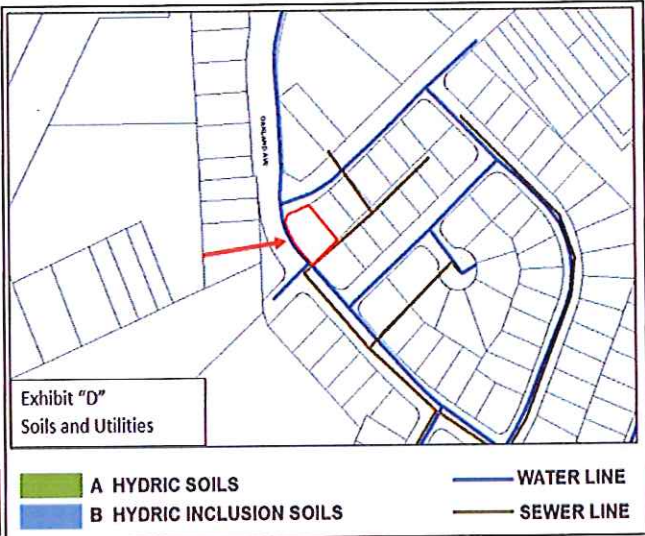 OAKLAND AVE
Exhibit "D"
Soils and Utilities
A HYDRIC SOILS
B HYDRIC INCLUSION SOILS
WATER LINE
SEWER LINE